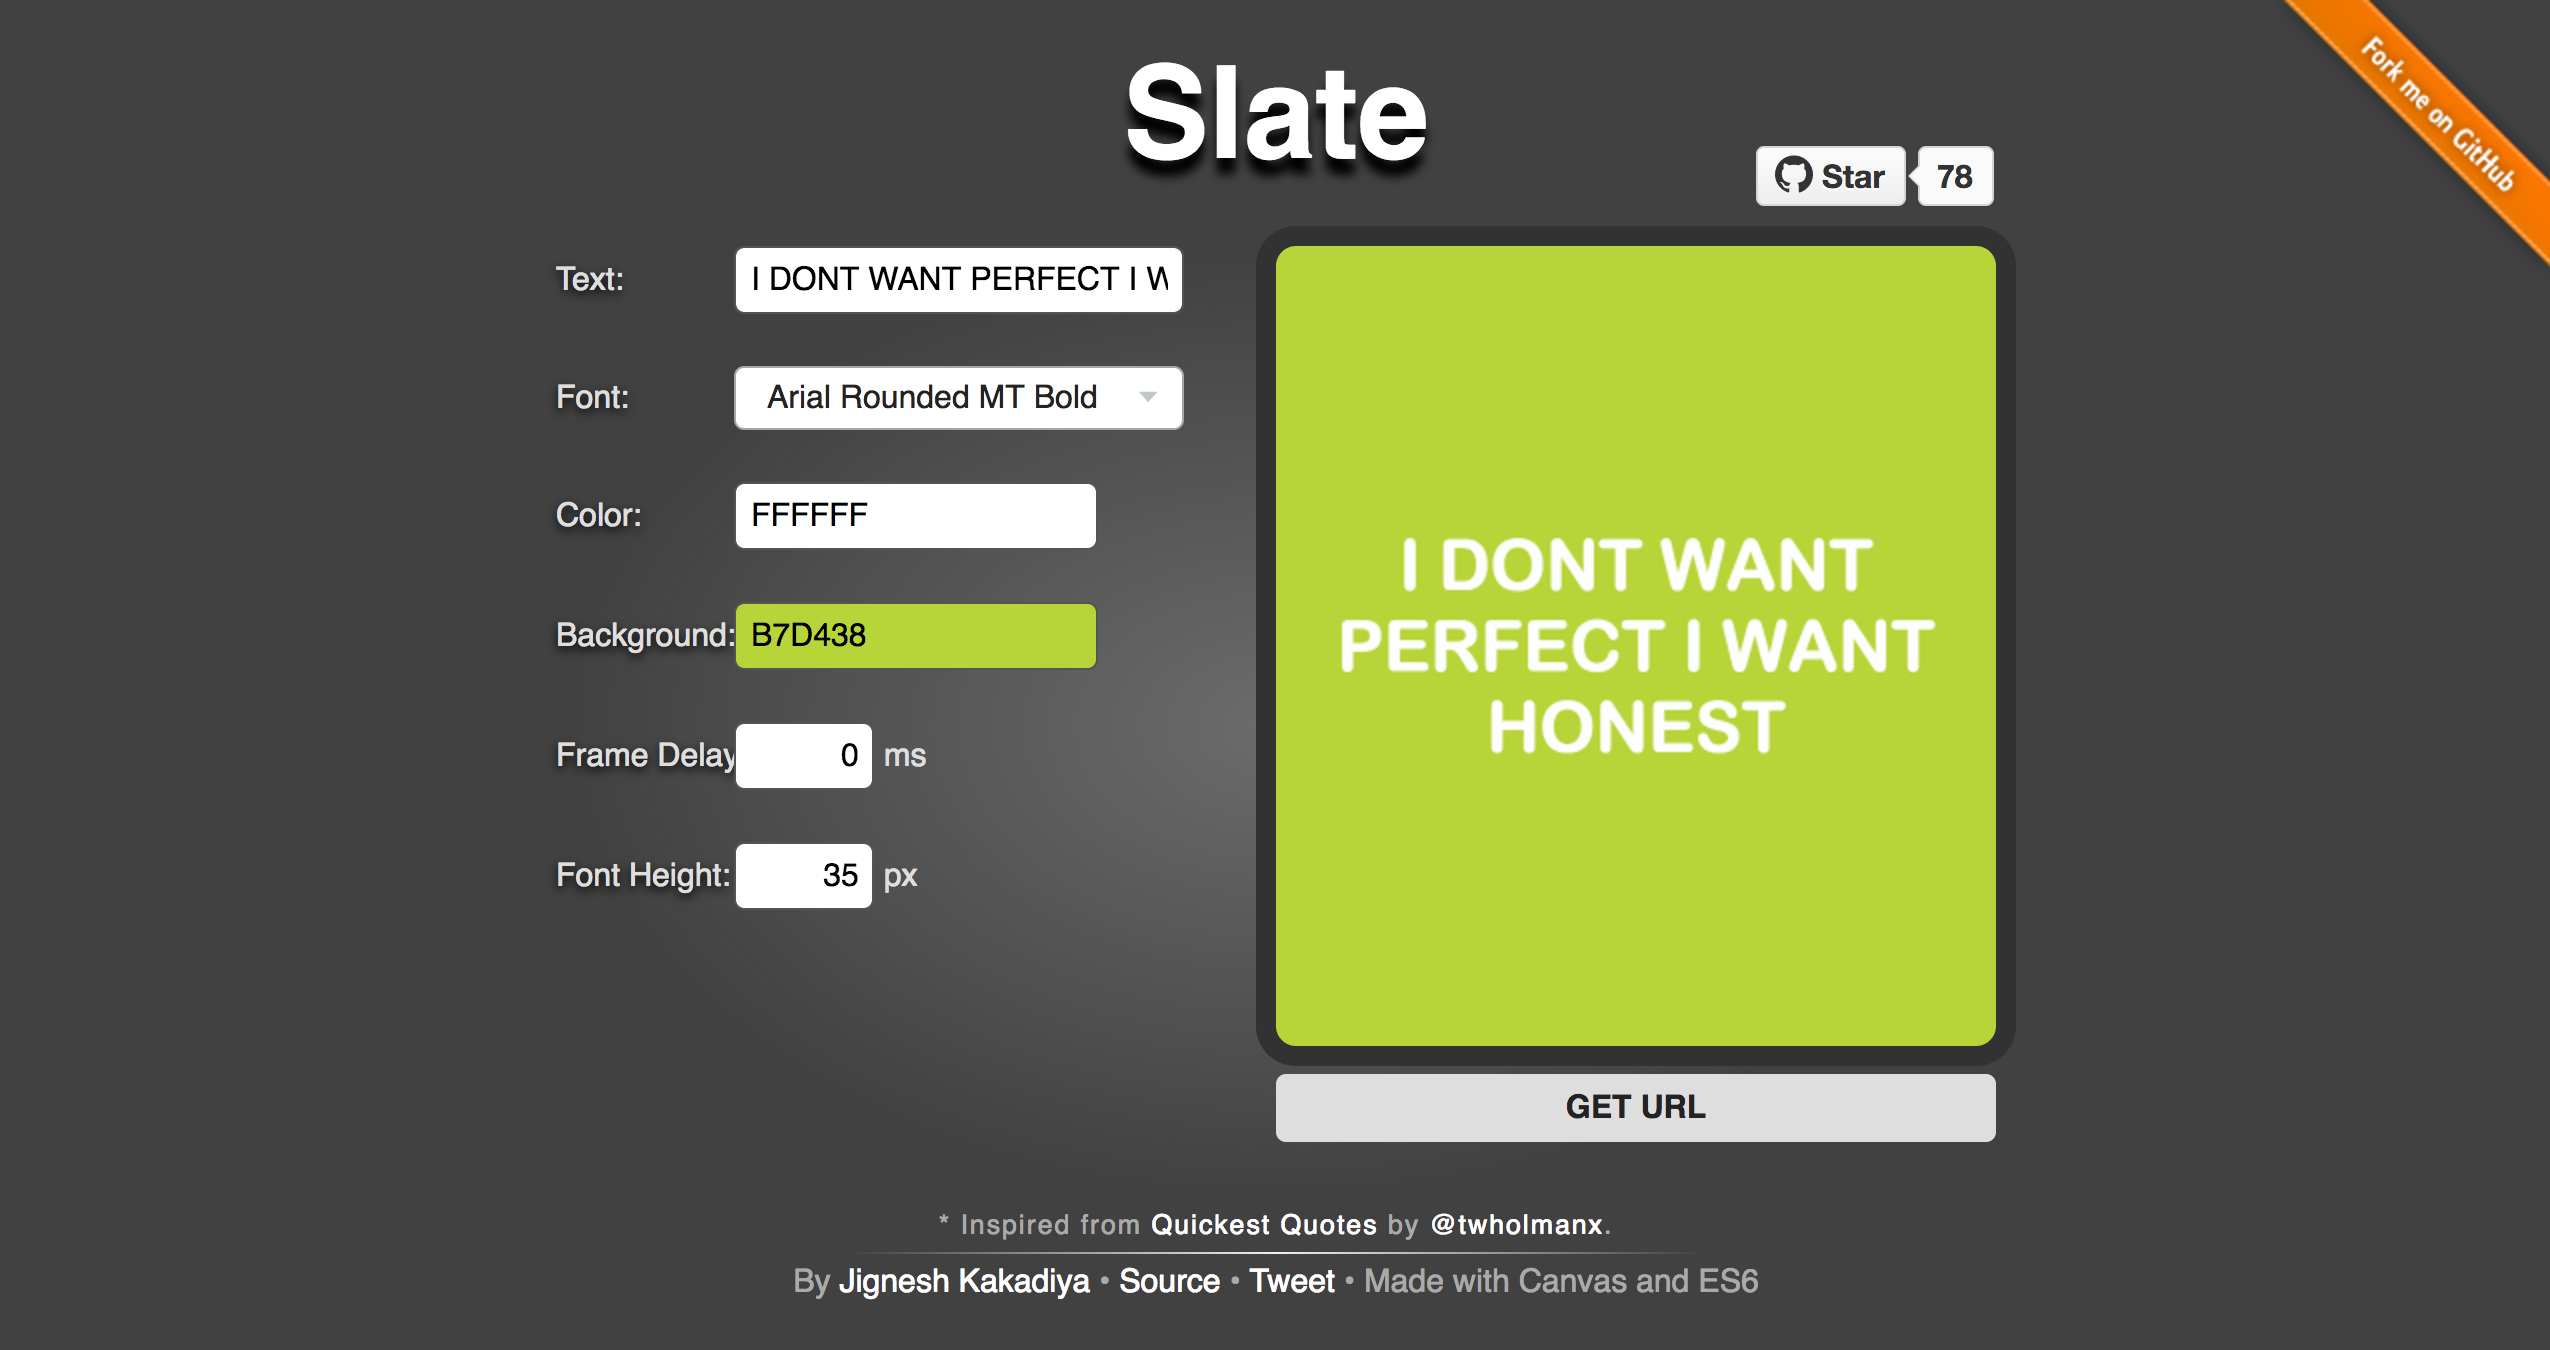 Fork me on GitHub
Slate
Star 78
Text: I DONT WANT PERFECT I W
Font: Arial Rounded MT Bold
Color: FFFFFF
Background: B7D438
Frame Delay 0 ms
Font Height: 35 px
I DONT WANT
PERFECT I WANT
HONEST
GET URL
* Inspired from Quickest Quotes by @twholmanx.
By Jignesh Kakadiya • Source • Tweet • Made with Canvas and ES6